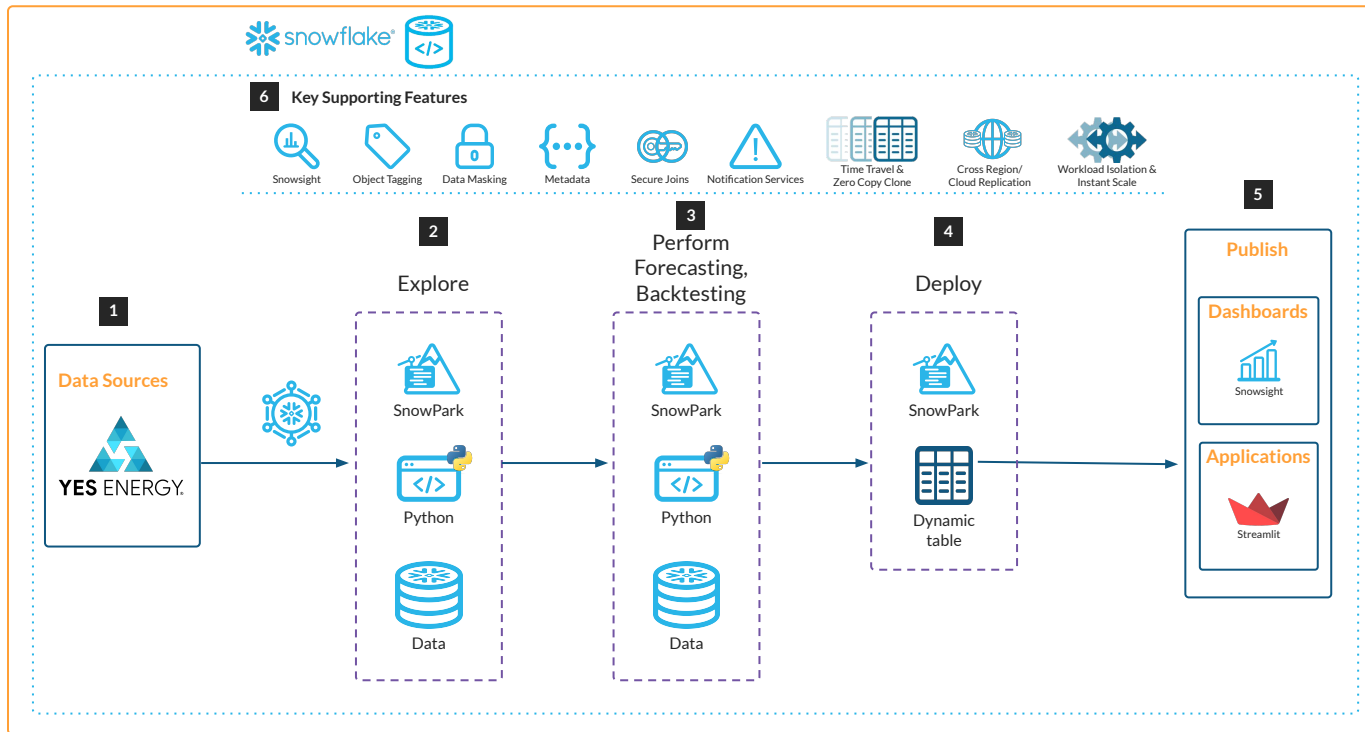 snowflake®
</>
6 Key Supporting Features
Snowsight
Object Tagging
Data Masking
Metadata
Secure Joins
Notification Services
Time Travel &
Zero Copy Clone
Cross Region/
Cloud Replication
Workload Isolation &
Instant Scale
1
Data Sources
YES ENERGY®
2
Explore
SnowPark
</>
Python
Data
3
Perform
Forecasting,
Backtesting
SnowPark
</>
Python
Data
4
Deploy
SnowPark
Dynamic
table
5
Publish
Dashboards
Snowsight
Applications
Streamlit